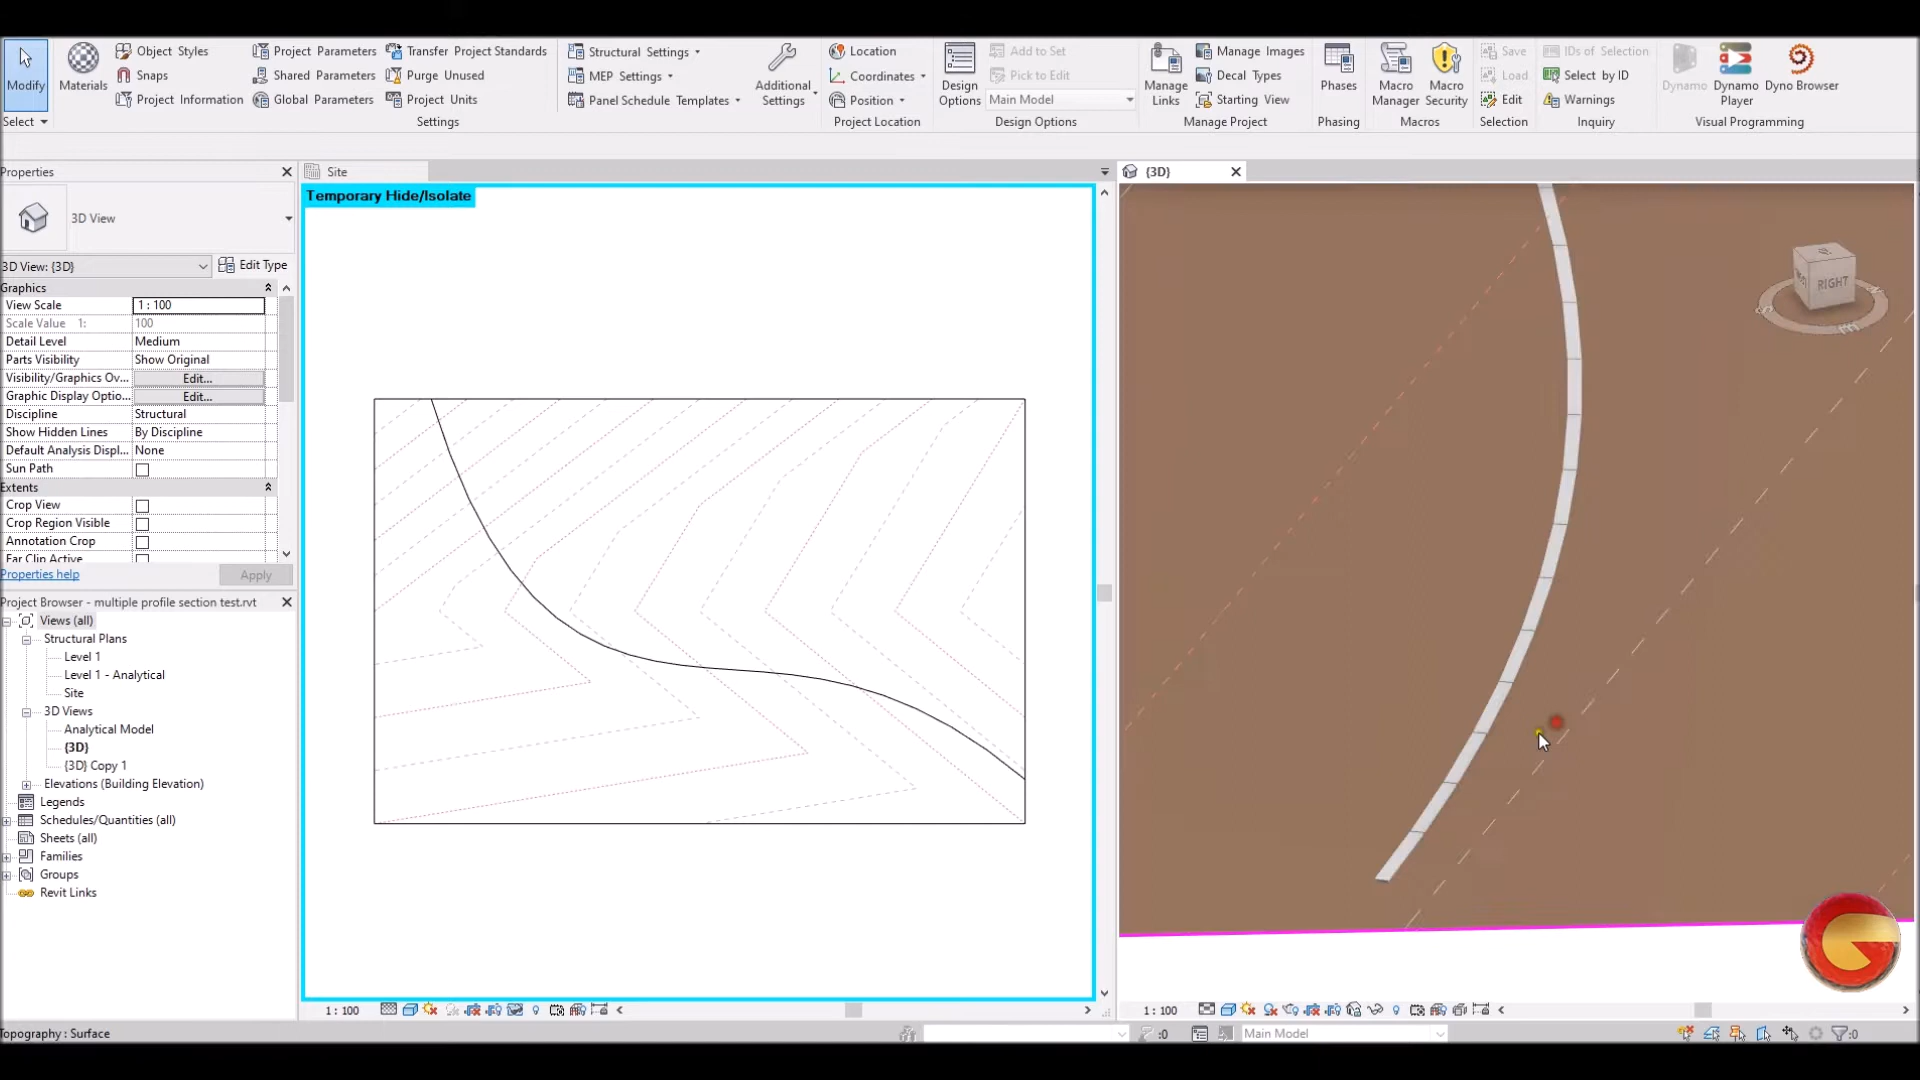 Object Styles
Project Parameters
Transfer Project Standards
Structural Settings
Location
Add to Set
Manage Images
Save
IDs of Selection
Snaps
Shared Parameters
Purge Unused
MEP Settings
Coordinates
Pick to Edit
Decal Types
Load
Select by ID
Modify
Materials
Additional Settings
Design Options
Manage Links
Phases
Macro Manager
Macro Security
Dynamo
Dynamo Player
Dyno Browser
Project Information
Global Parameters
Project Units
Panel Schedule Templates
Position
Main Model
Starting View
Edit
Warnings
Select
Settings
Project Location
Design Options
Manage Project
Phasing
Macros
Selection
Inquiry
Visual Programming
Properties
Site
{3D}
Temporary Hide/Isolate
3D View
3D View: {3D}
Edit Type
Graphics
View Scale 1 : 100
Scale Value 1: 100
Detail Level Medium
Parts Visibility Show Original
Visibility/Graphics Ov... Edit...
Graphic Display Optio... Edit...
Discipline Structural
Show Hidden Lines By Discipline
Default Analysis Displ... None
Sun Path
Extents
Crop View
Crop Region Visible
Annotation Crop
Far Clip Active
Properties help
Apply
RIGHT
Project Browser - multiple profile section test.rvt
Views (all)
Structural Plans
Level 1
Level 1 - Analytical
Site
3D Views
Analytical Model
{3D}
{3D} Copy 1
Elevations (Building Elevation)
Legends
Schedules/Quantities (all)
Sheets (all)
Families
Groups
Revit Links
1 : 100
1 : 100
Topography : Surface
:0
Main Model
:0